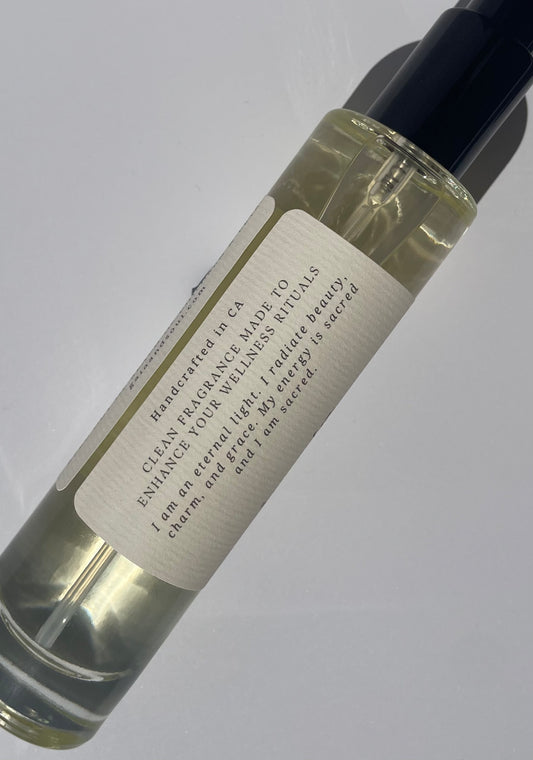 Handcrafted in CA
CLEAN FRAGRANCE MADE TO
ENHANCE YOUR WELLNESS RITUALS
I am an eternal light. I radiate beauty,
charm, and grace. My energy is sacred
and I am sacred.